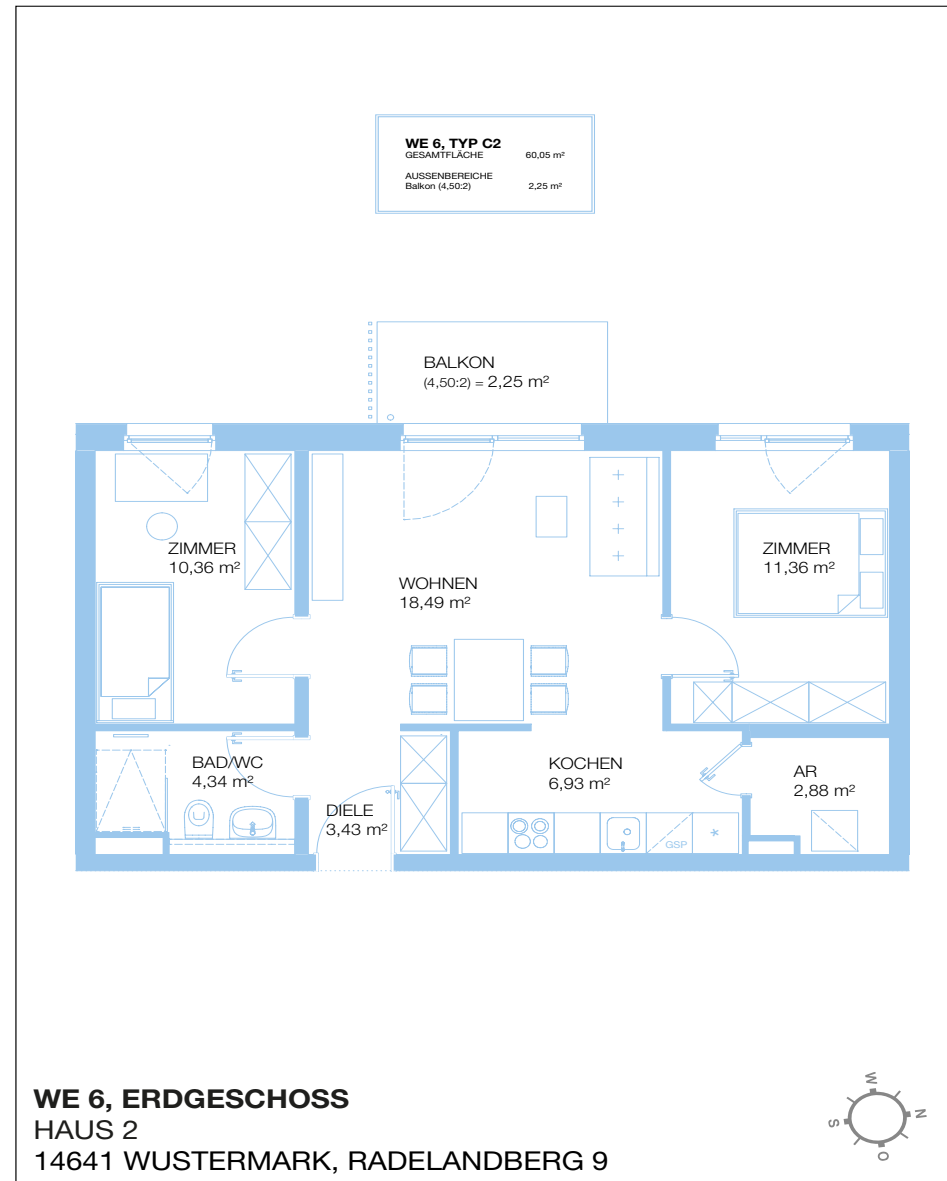 WE 6, TYP C2
GESAMTFLÄCHE 60,05 m²
AUSSENBEREICHE
Balkon (4,50:2) 2,25 m²
BALKON
(4,50:2) = 2,25 m²
ZIMMER
10,36 m²
WOHNEN
18,49 m²
ZIMMER
11,36 m²
BAD/WC
4,34 m²
DIELE
3,43 m²
KOCHEN
6,93 m²
GSP
*
AR
2,88 m²
WE 6, ERDGESCHOSS
HAUS 2
14641 WUSTERMARK, RADELANDBERG 9
W
N
S
O